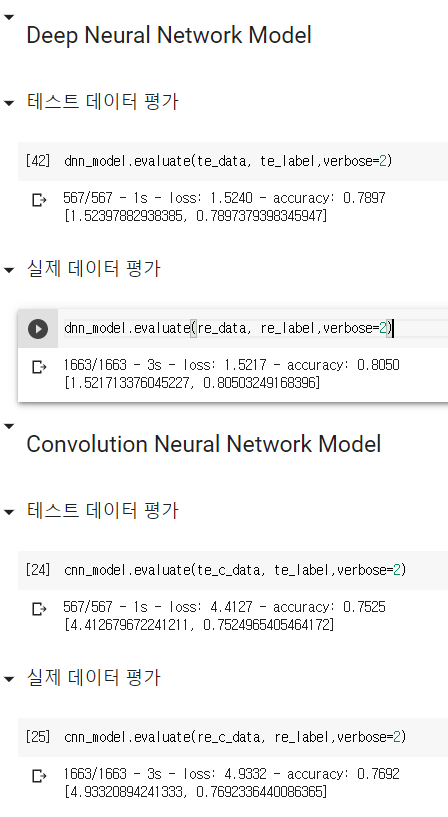 Deep Neural Network Model
테스트 데이터 평가
[42] dnn_model.evaluate(te_data, te_label,verbose=2)
567/567 - 1s - loss: 1.5240 - accuracy: 0.7897
[1.52397882938385, 0.7897379398345947]
실제 데이터 평가
dnn_model.evaluate(re_data, re_label,verbose=2)
1663/1663 - 3s - loss: 1.5217 - accuracy: 0.8050
[1.521713376045227, 0.80503249168396]
Convolution Neural Network Model
테스트 데이터 평가
[24] cnn_model.evaluate(te_c_data, te_label,verbose=2)
567/567 - 1s - loss: 4.4127 - accuracy: 0.7525
[4.412679672241211, 0.7524965405464172]
실제 데이터 평가
[25] cnn_model.evaluate(re_c_data, re_label,verbose=2)
1663/1663 - 3s - loss: 4.9332 - accuracy: 0.7692
[4.93320894241333, 0.7692336440086365]